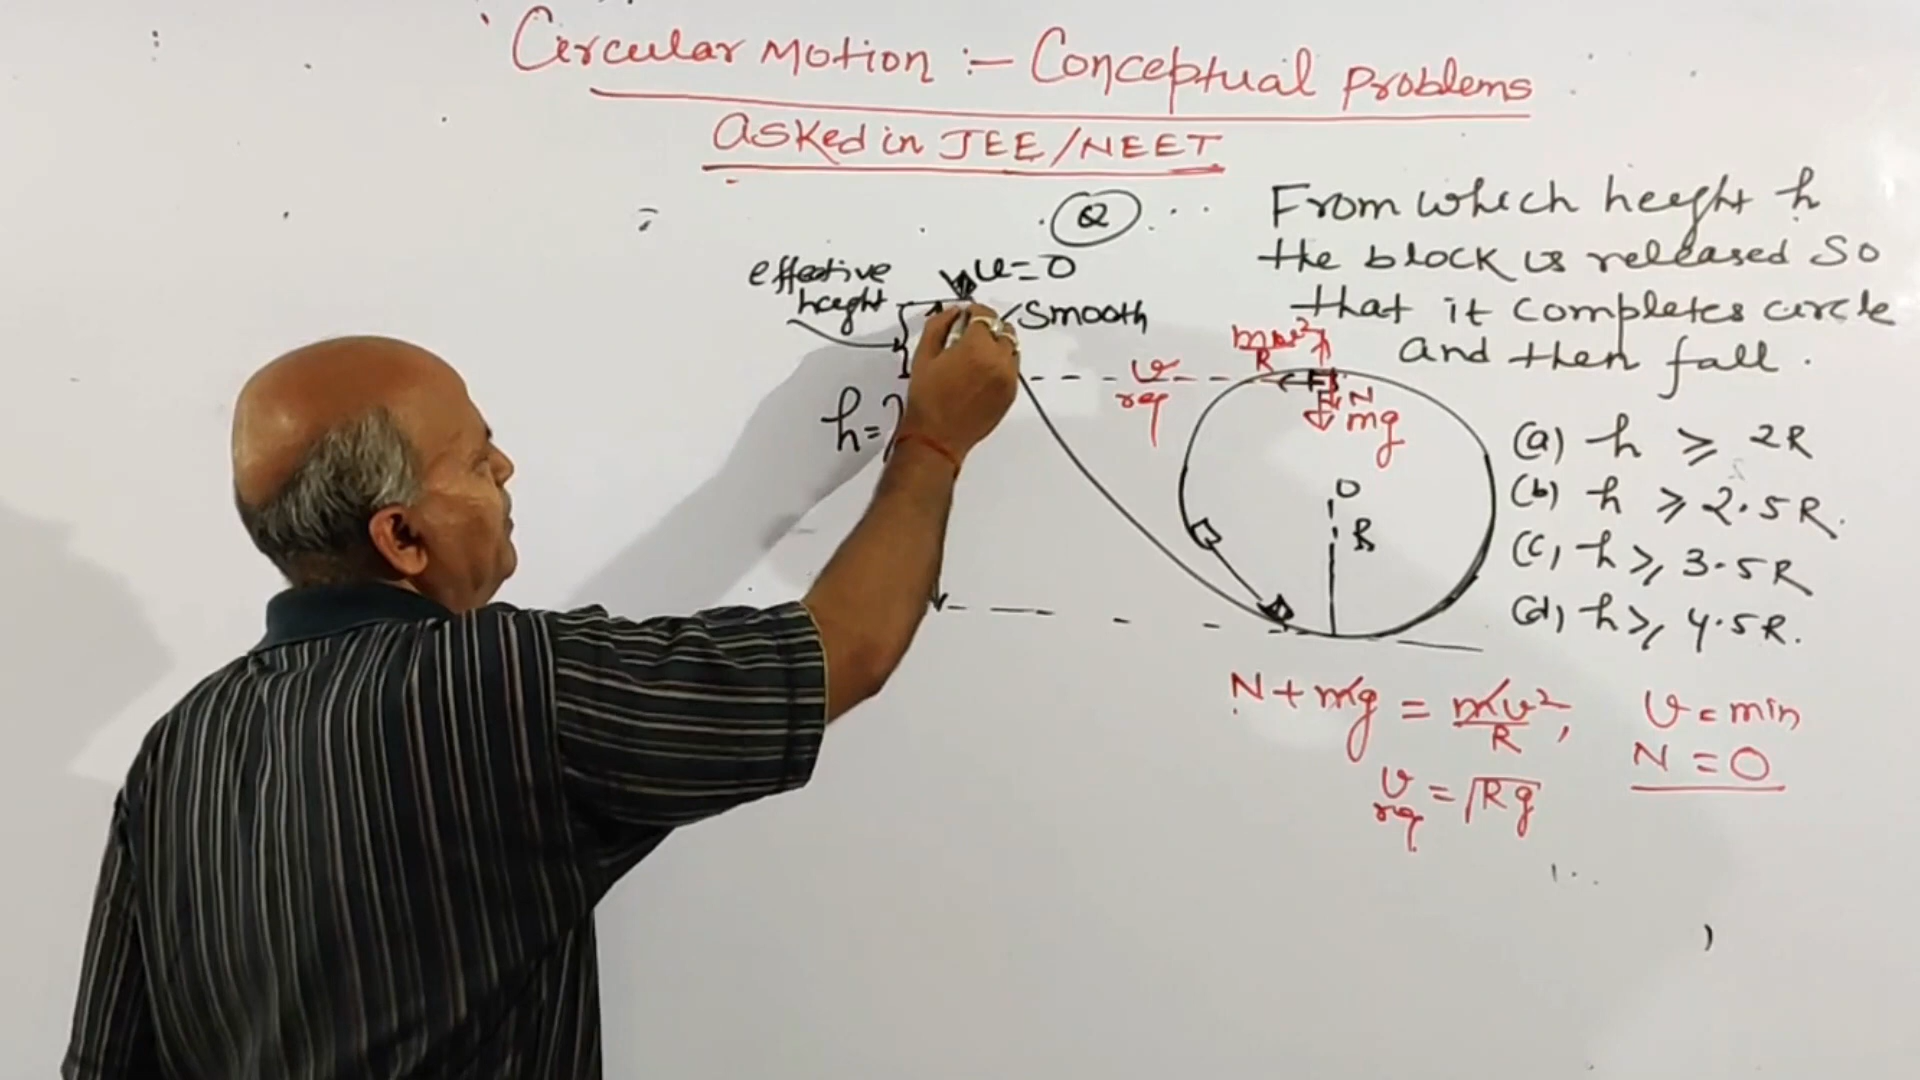 Circular Motion :- Conceptual Problems
asked in JEE/NEET
Q
From which height h
the block is released so
that it completes circle
and then fall.
effective
height
u=0
Smooth
h=?
v req
mv²/R
N
mg
O
R
(a) h ≥ 2R
(b) h ≥ 2.5R.
(c) h ≥ 3.5R
(d) h ≥ 4.5R.
N + mg = mv²/R, v = min
N = 0
v req = √Rg